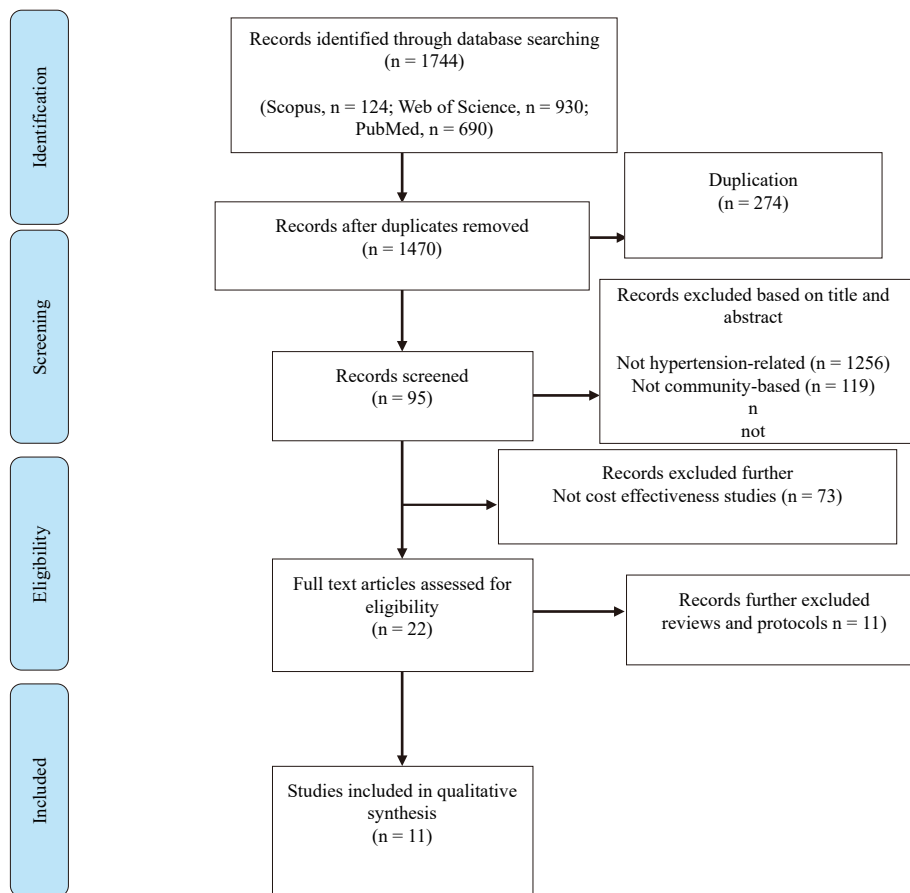 Identification
Records identified through database searching
(n = 1744)
(Scopus, n = 124; Web of Science, n = 930;
PubMed, n = 690)
Duplication
(n = 274)
Records after duplicates removed
(n = 1470)
Screening
Records excluded based on title and
abstract
Not hypertension-related (n = 1256)
Not community-based (n = 119)
n
not
Records screened
(n = 95)
Records excluded further
Not cost effectiveness studies (n = 73)
Eligibility
Full text articles assessed for
eligibility
(n = 22)
Records further excluded
reviews and protocols n = 11)
Included
Studies included in qualitative
synthesis
(n = 11)